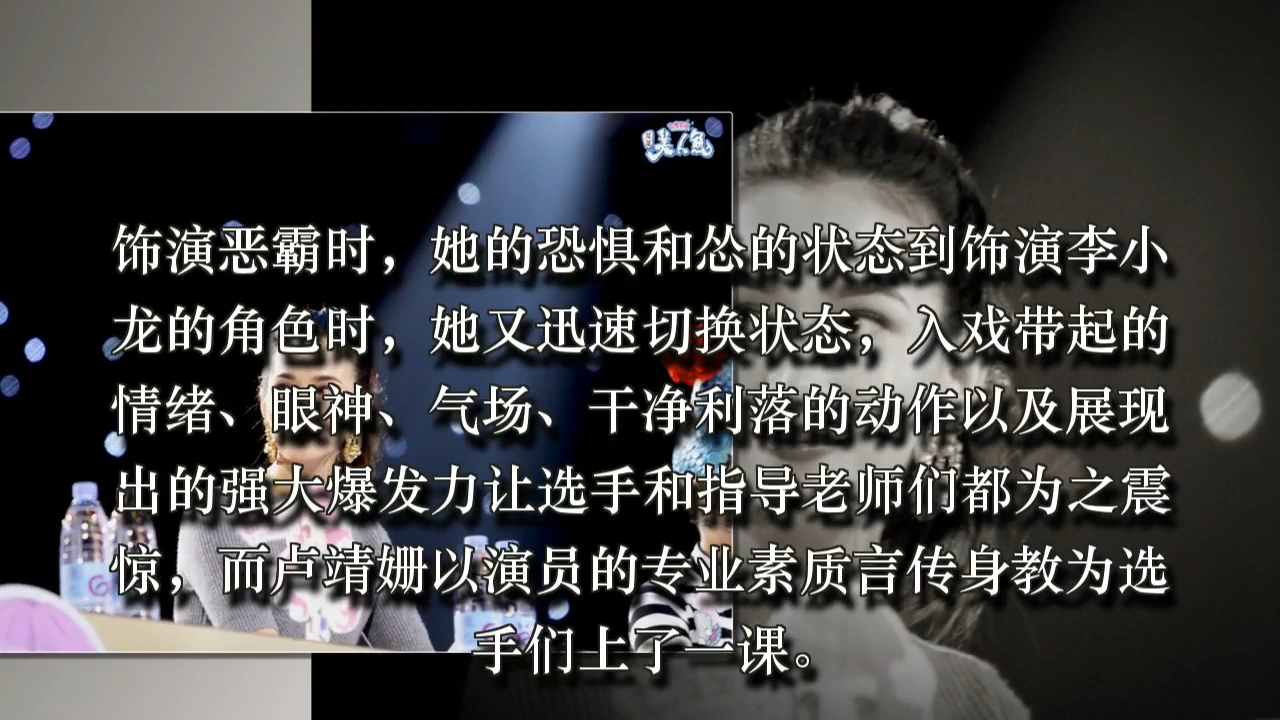 美人鱼
饰演恶霸时，她的恐惧和怂的状态到饰演李小
龙的角色时，她又迅速切换状态，入戏带起的
情绪、眼神、气场、干净利落的动作以及展现
出的强大爆发力让选手和指导老师们都为之震
惊，而卢靖姗以演员的专业素质言传身教为选
手们上了一课。